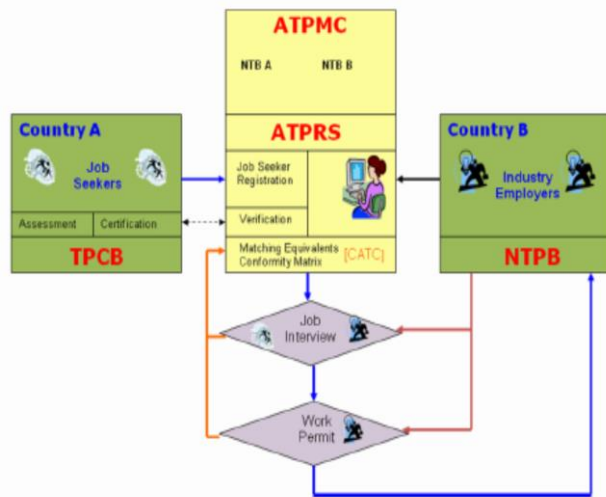 ATPMC
NTB A NTB B
ATPRS
Job Seeker
Registration
Verification
Matching Equivalents
Conformity Matrix
[CATC]
Country A
Job
Seekers
Assessment
Certification
TPCB
Country B
Industry
Employers
NTPB
Job
Interview
Work
Permit